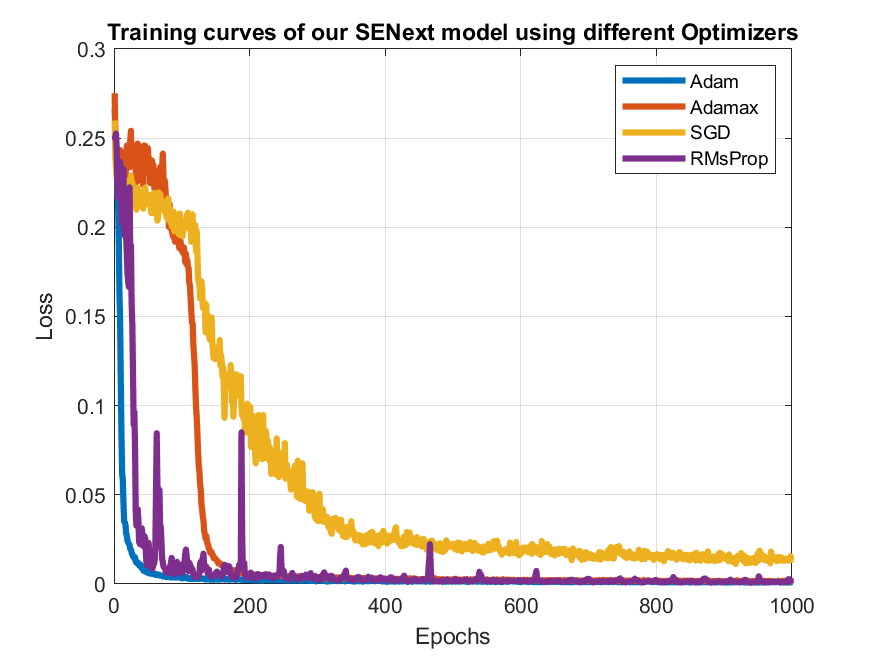 Training curves of our SENext model using different Optimizers
0.3
0.25
0.2
0.15
0.1
0.05
0
Loss
Adam
Adamax
SGD
RMsProp
0 200 400 600 800 1000
Epochs